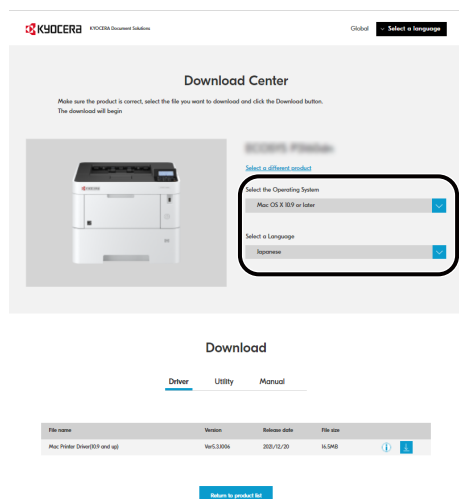 KYOCERA KYOCERA Document Solutions
Global Select a language
Download Center
Make sure the product is correct, select the file you want to download and click the Download button.
The download will begin
Select a different product
Select the Operating System
Mac OS X 10.9 or later
Select a Language
Japanese
KYOCERA
Download
Driver Utility Manual
File name Version Release date File size
Mac Printer Driver(10.9 and up) Ver5.3.1006 2021/12/20 16.5MB
Return to product list